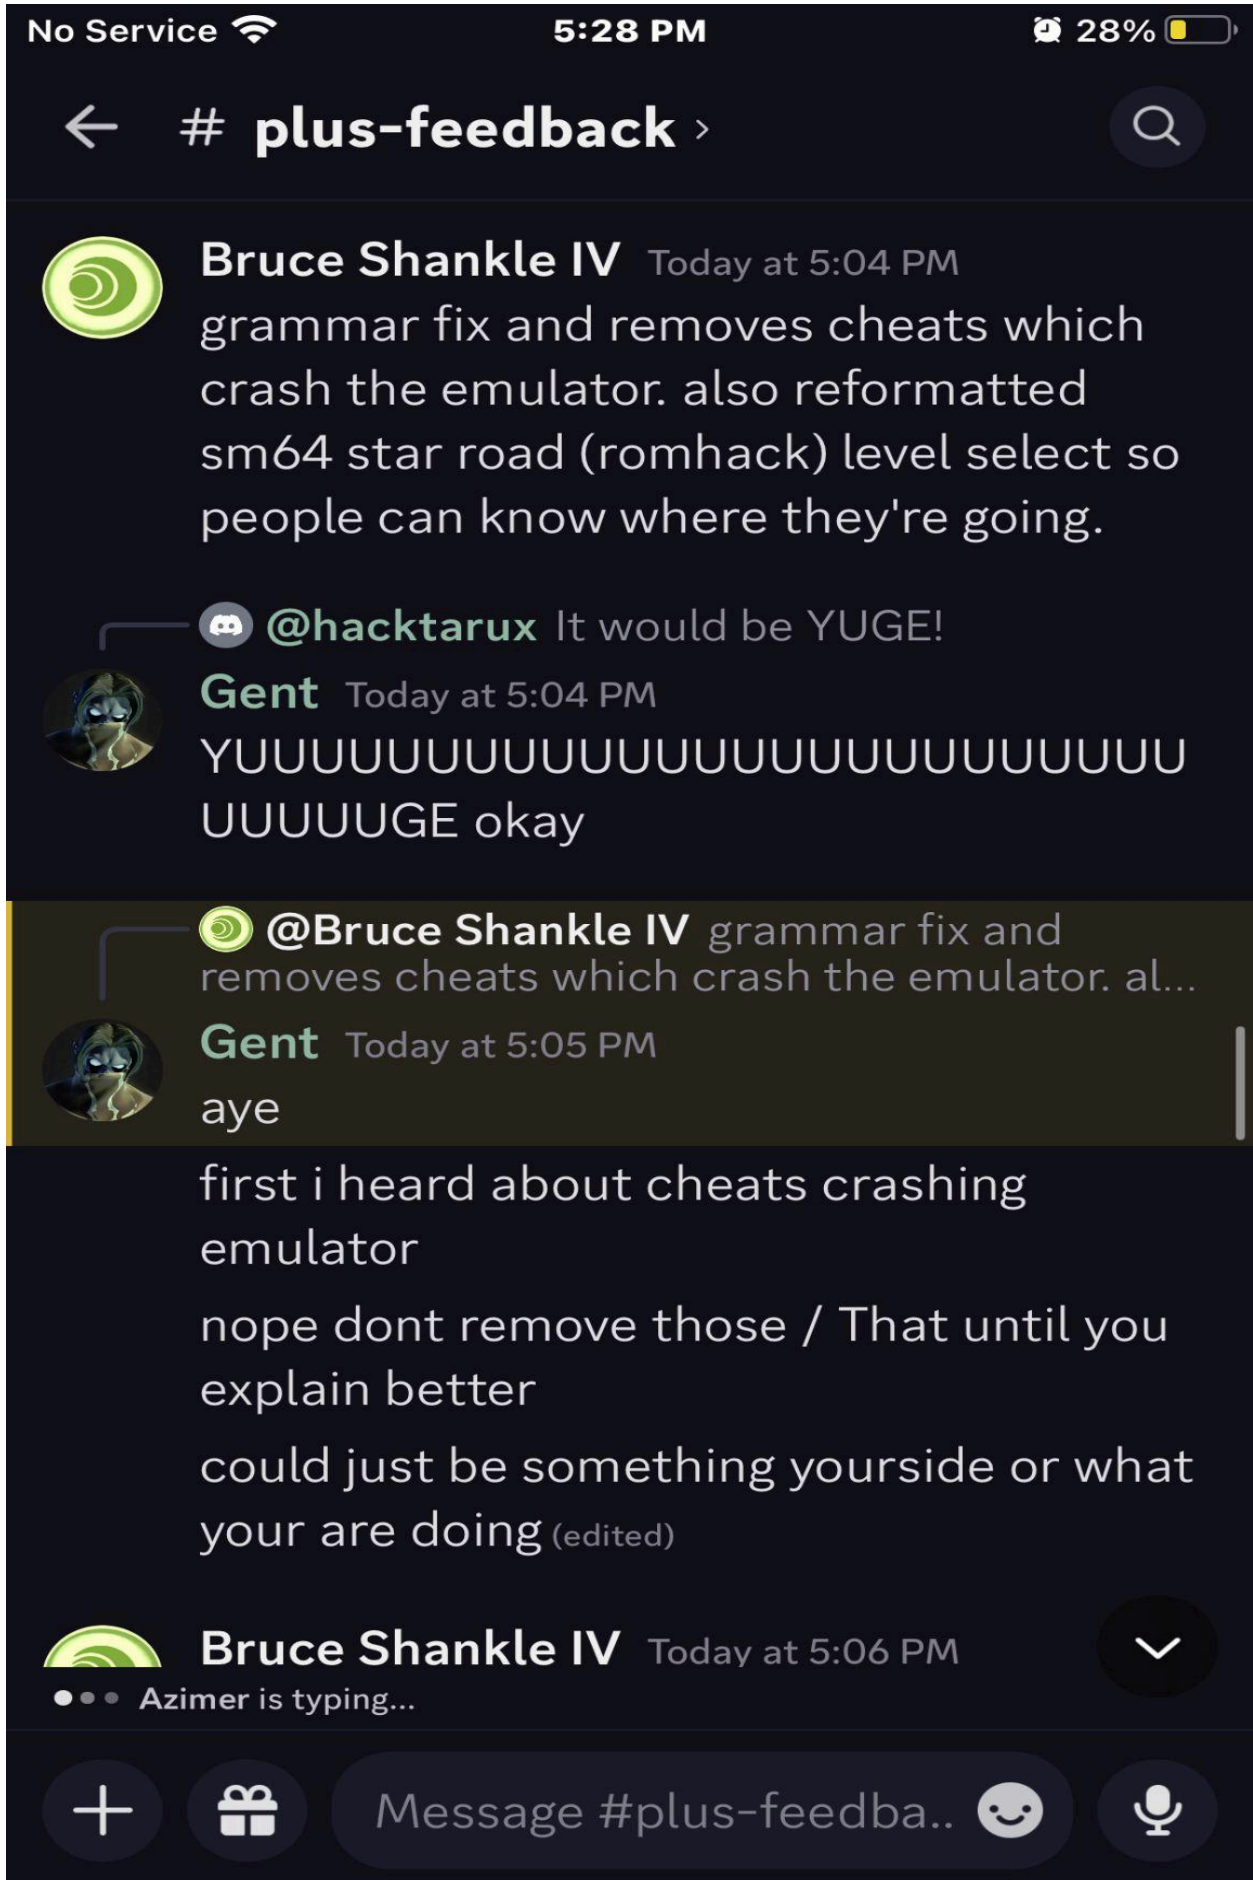 No Service 5:28 PM 28%
# plus-feedback ›
Bruce Shankle IV Today at 5:04 PM
grammar fix and removes cheats which
crash the emulator. also reformatted
sm64 star road (romhack) level select so
people can know where they're going.
@hacktarux It would be YUGE!
Gent Today at 5:04 PM
YUUUUUUUUUUUUUUUUUUUUUUUUUU
UUUUUGE okay
@Bruce Shankle IV grammar fix and
removes cheats which crash the emulator. al...
Gent Today at 5:05 PM
aye
first i heard about cheats crashing
emulator
nope dont remove those / That until you
explain better
could just be something yourside or what
your are doing (edited)
Bruce Shankle IV Today at 5:06 PM
Azimer is typing...
Message #plus-feedba..